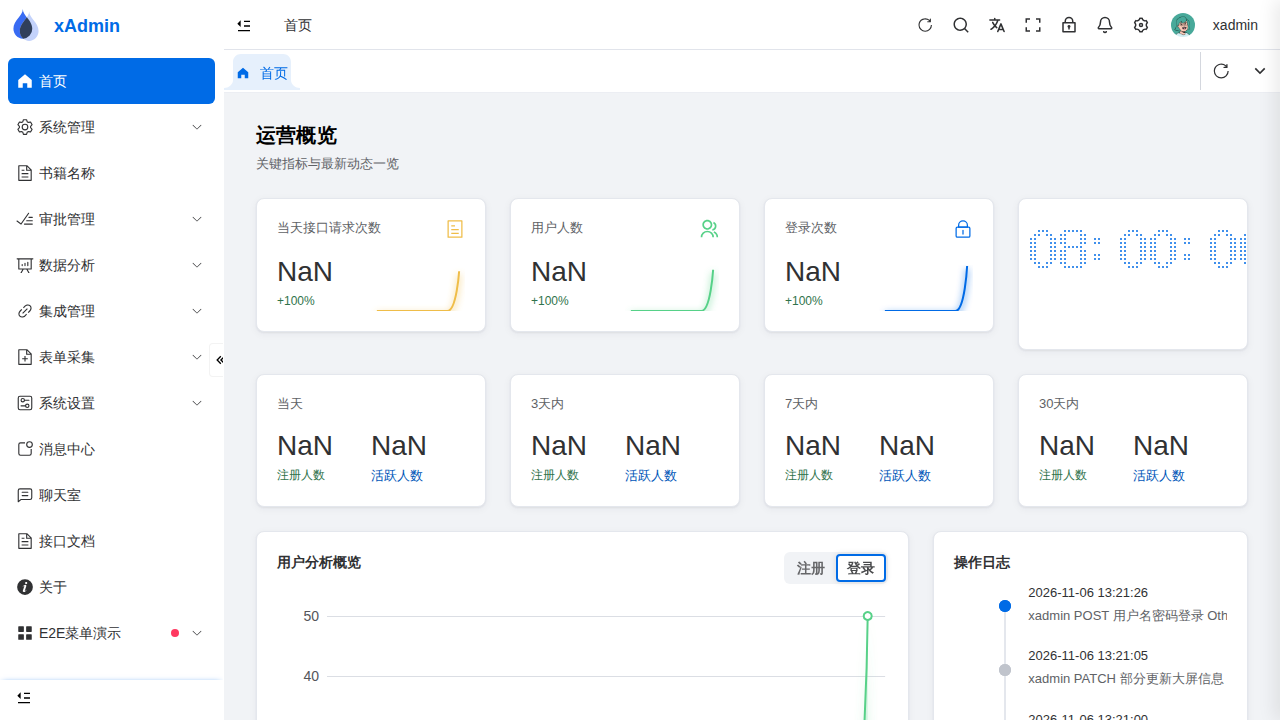 xAdmin
首页
xadmin
首页
首页
系统管理
书籍名称
审批管理
数据分析
集成管理
表单采集
系统设置
消息中心
聊天室
接口文档
关于
E2E菜单演示
运营概览
关键指标与最新动态一览
当天接口请求次数
NaN
+100%
用户人数
NaN
+100%
登录次数
NaN
+100%
08: 00: 0
当天
NaN NaN
注册人数 活跃人数
3天内
NaN NaN
注册人数 活跃人数
7天内
NaN NaN
注册人数 活跃人数
30天内
NaN NaN
注册人数 活跃人数
用户分析概览
注册 登录
50
40
操作日志
2026-11-06 13:21:26
xadmin POST 用户名密码登录 Oth
2026-11-06 13:21:05
xadmin PATCH 部分更新大屏信息
2026-11-06 13:21:00